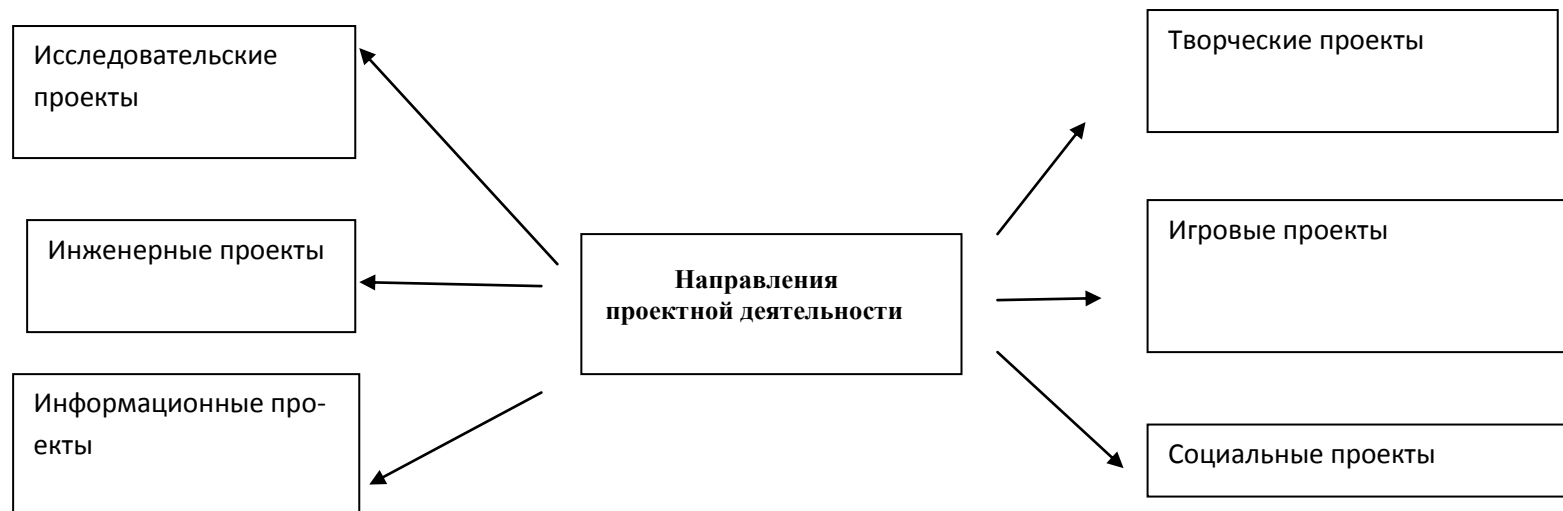 Исследовательские
проекты
Инженерные проекты
Информационные про-
екты
Направления
проектной деятельности
Творческие проекты
Игровые проекты
Социальные проекты